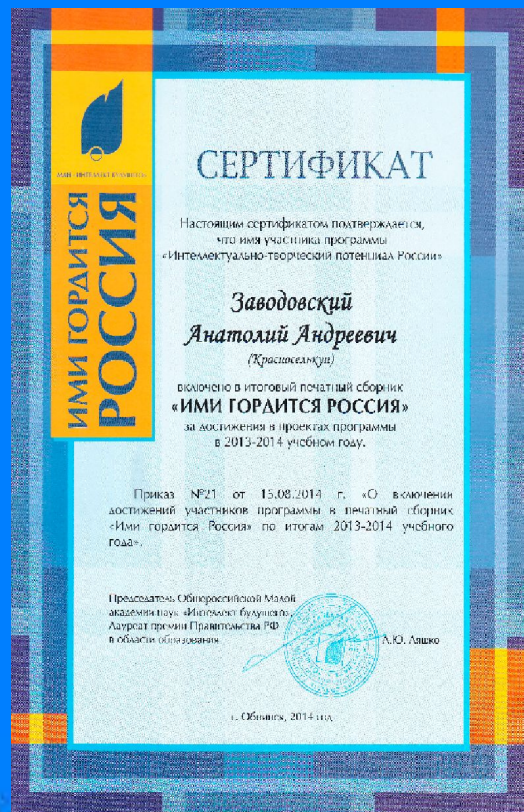 МАН «ИНТЕЛЛЕКТ БУДУЩЕГО»
ИМИ ГОРДИТСЯ
РОССИЯ
СЕРТИФИКАТ
Настоящим сертификатом подтверждается,
что имя участника программы
«Интеллектуально-творческий потенциал России»
Заводовский
Анатолий Андреевич
(Красноселькуп)
включено в итоговый печатный сборник
«ИМИ ГОРДИТСЯ РОССИЯ»
за достижения в проектах программы
в 2013-2014 учебном году.
Приказ №21 от 15.08.2014 г. «О включении
достижений участников программы в печатный сборник
«Ими гордится Россия» по итогам 2013-2014 учебного
года».
Председатель Общероссийской Малой
академии наук «Интеллект будущего»,
Лауреат премии Правительства РФ
в области образования
Л.Ю. Ляшко
г. Обнинск, 2014 год